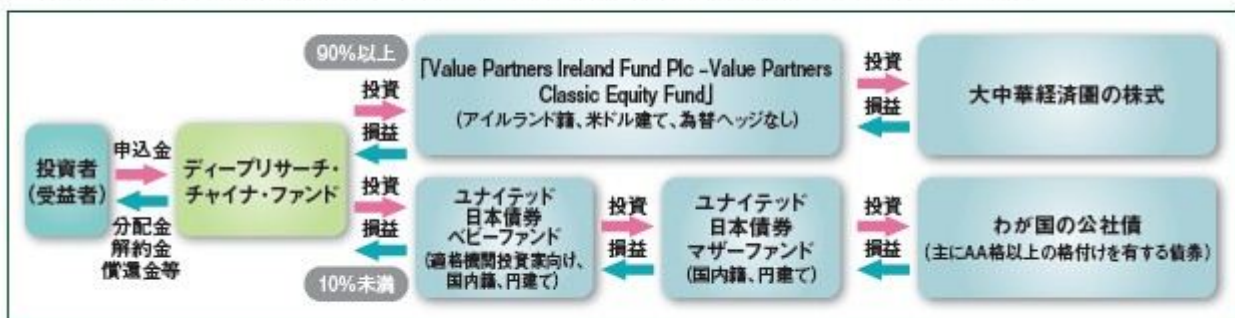 投資者
(受益者)
申込金
分配金
解約金
償還金等
ディープリサーチ・
チャイナ・ファンド
90%以上
投資
損益
「Value Partners Ireland Fund Plc –Value Partners
Classic Equity Fund」
(アイルランド籍、米ドル建て、為替ヘッジなし)
投資
損益
大中華経済圏の株式
投資
損益
10%未満
ユナイテッド
日本債券
ベビーファンド
(適格機関投資家向け、
国内籍、円建て)
投資
損益
ユナイテッド
日本債券
マザーファンド
(国内籍、円建て)
投資
損益
わが国の公社債
(主にAA格以上の格付けを有する債券)